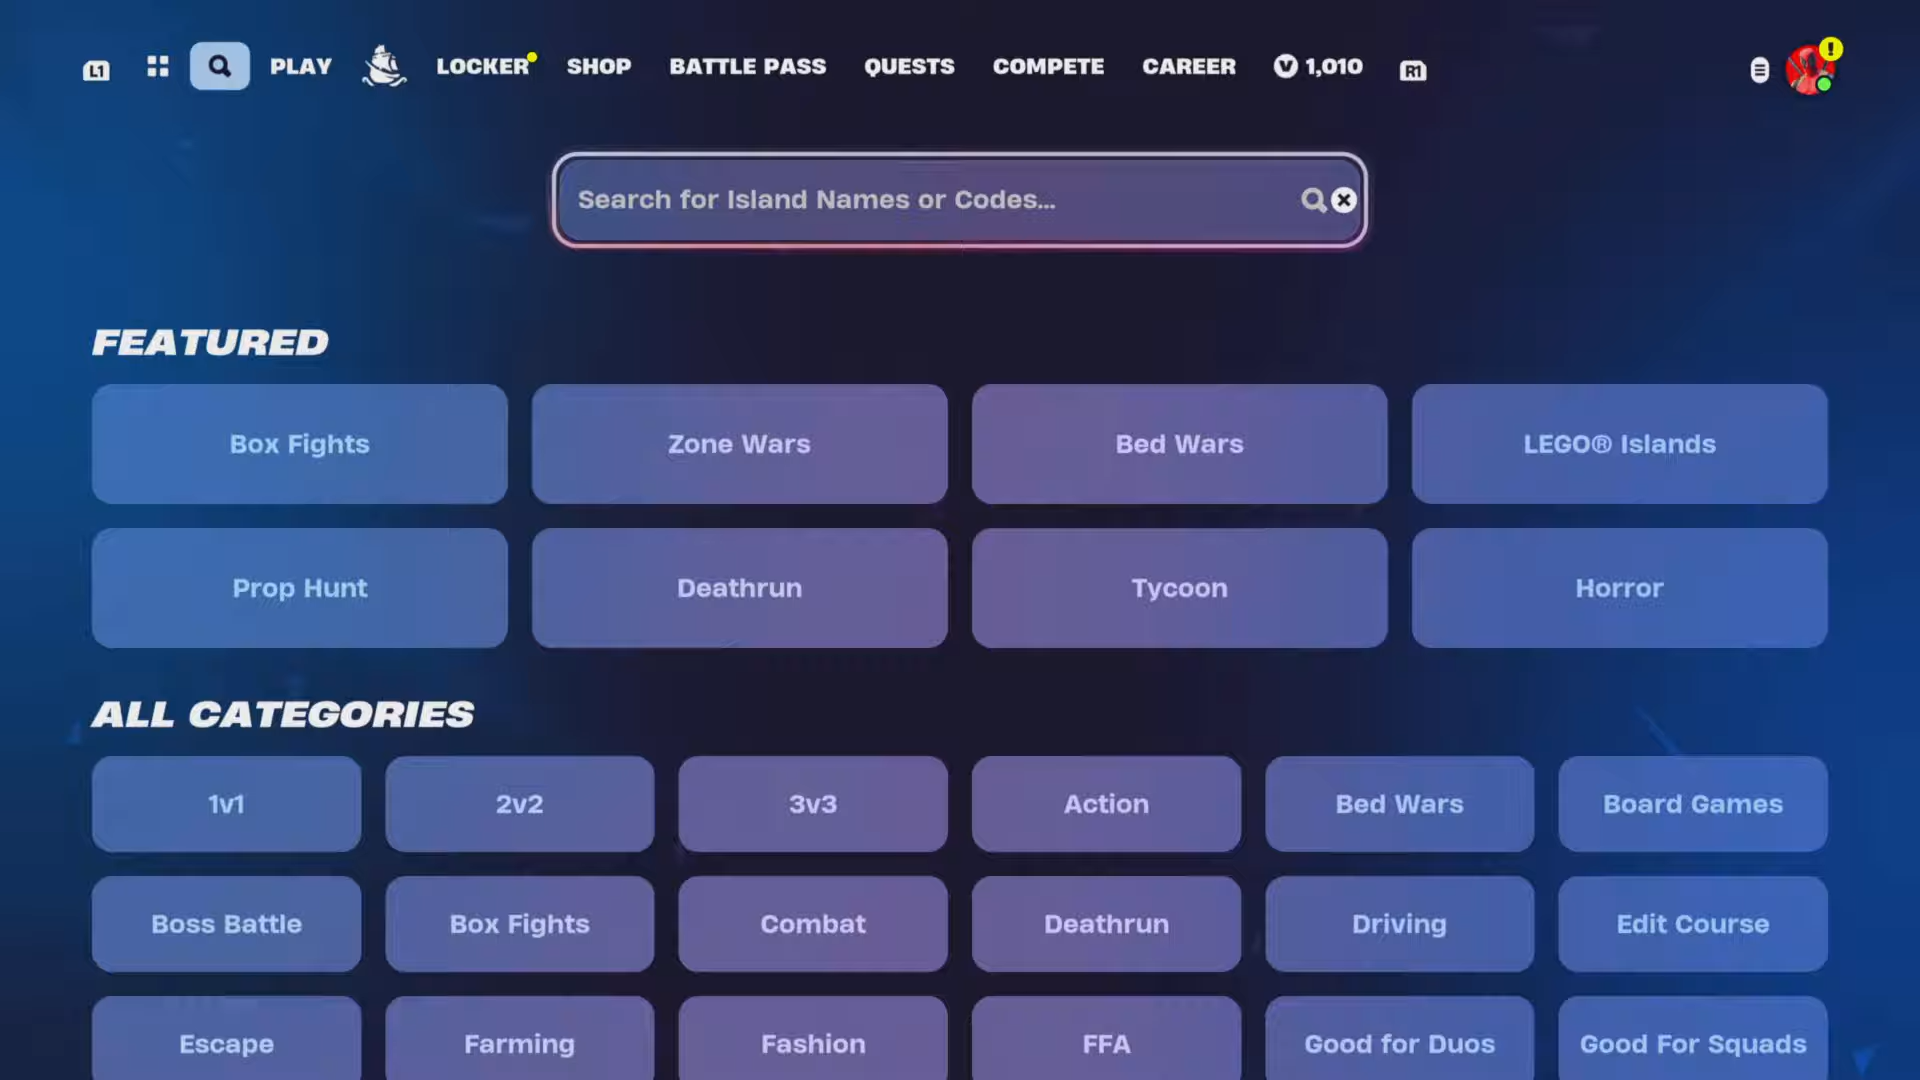 L1 PLAY LOCKER SHOP BATTLE PASS QUESTS COMPETE CAREER V 1,010 R1 !
Search for Island Names or Codes...
FEATURED
Box Fights Zone Wars Bed Wars LEGO® Islands
Prop Hunt Deathrun Tycoon Horror
ALL CATEGORIES
1v1 2v2 3v3 Action Bed Wars Board Games
Boss Battle Box Fights Combat Deathrun Driving Edit Course
Escape Farming Fashion FFA Good for Duos Good For Squads